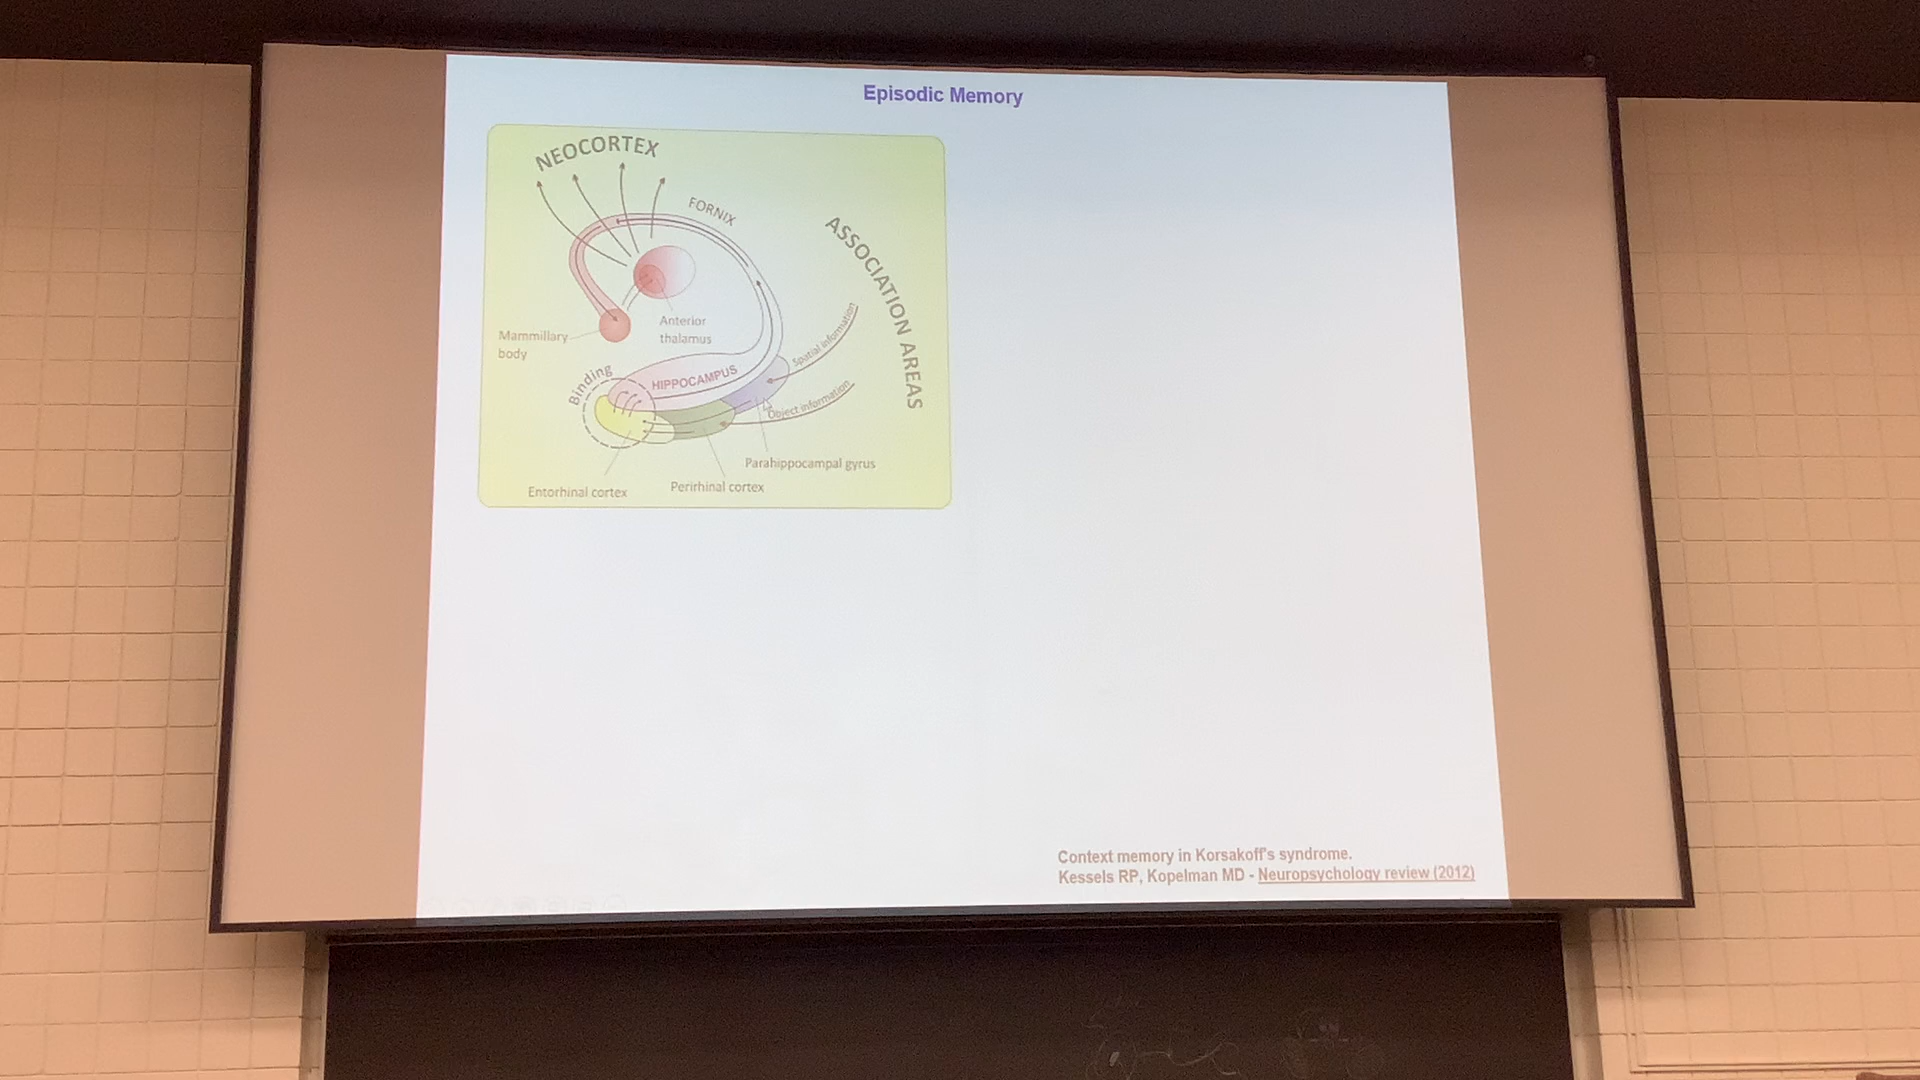 Episodic Memory
NEOCORTEX
FORNIX
ASSOCIATION AREAS
Anterior
thalamus
Mammillary
body
Spatial information
Binding
HIPPOCAMPUS
Object information
Parahippocampal gyrus
Perirhinal cortex
Entorhinal cortex
Context memory in Korsakoff's syndrome.
Kessels RP, Kopelman MD - Neuropsychology review (2012)